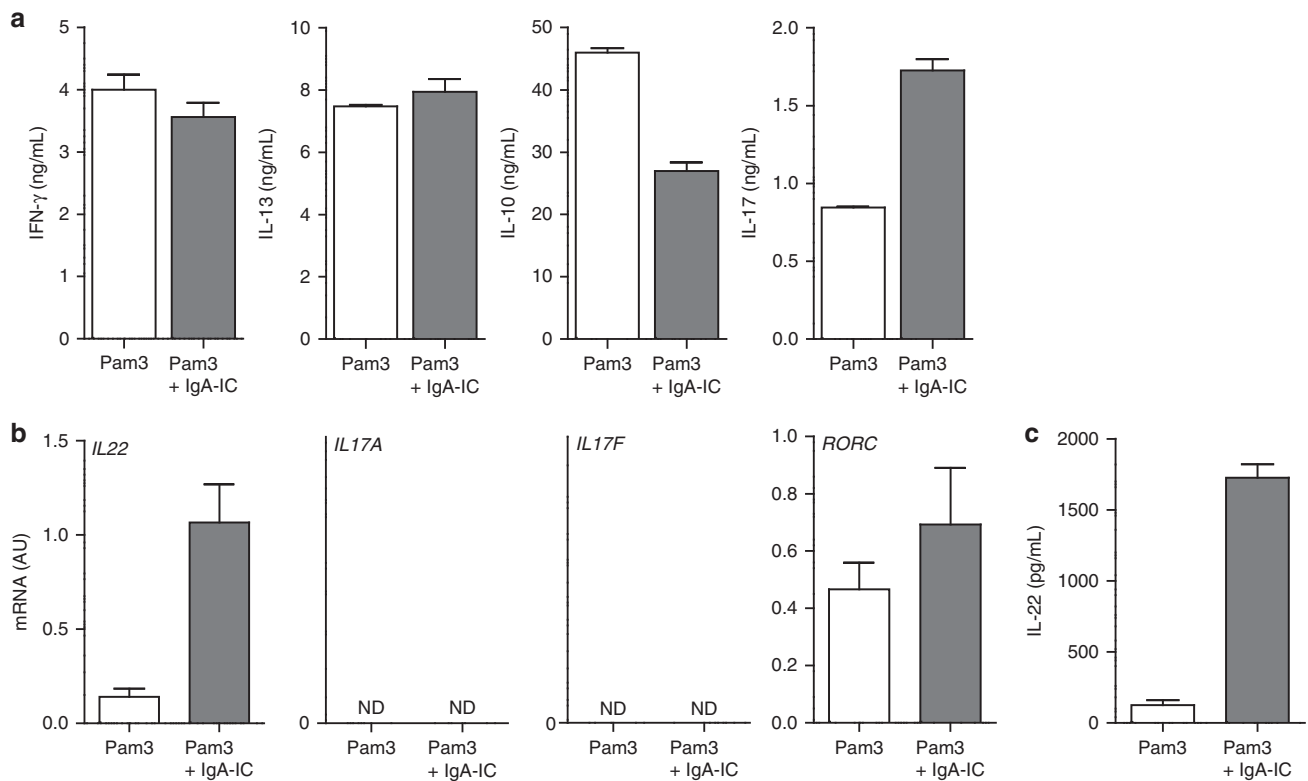 a
IFN-γ (ng/mL)
5
4
3
2
1
0
Pam3
Pam3
+ IgA-IC
IL-13 (ng/mL)
10
8
6
4
2
0
Pam3
Pam3
+ IgA-IC
IL-10 (ng/mL)
50
40
30
20
10
0
Pam3
Pam3
+ IgA-IC
IL-17 (ng/mL)
2.0
1.5
1.0
0.5
0.0
Pam3
Pam3
+ IgA-IC
b
mRNA (AU)
IL22
1.5
1.0
0.5
0.0
Pam3
Pam3
+ IgA-IC
IL17A
0
ND
ND
Pam3
Pam3
+ IgA-IC
IL17F
0
ND
ND
Pam3
Pam3
+ IgA-IC
RORC
1.0
0.8
0.6
0.4
0.2
0.0
Pam3
Pam3
+ IgA-IC
c
IL-22 (pg/mL)
2000
1500
1000
500
0
Pam3
Pam3
+ IgA-IC